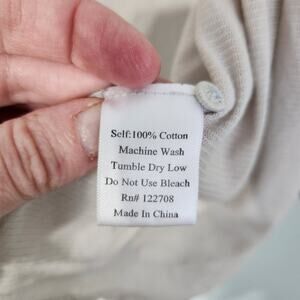 Self:100% Cotton
Machine Wash
Tumble Dry Low
Do Not Use Bleach
Rn# 122708
Made In China